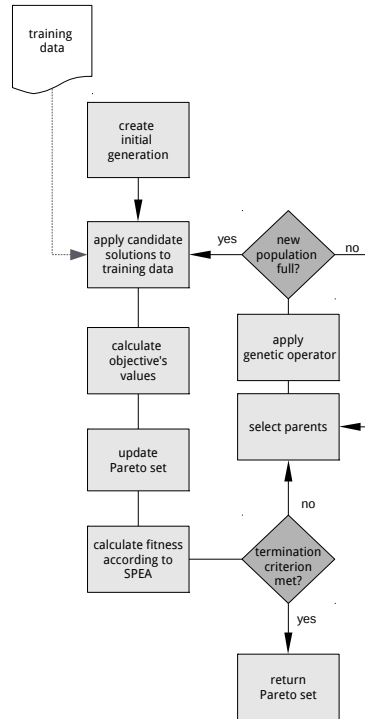 training
data
create
initial
generation
apply candidate
solutions to
training data
yes
new
population
full?
no
calculate
objective's
values
apply
genetic operator
update
Pareto set
select parents
no
calculate fitness
according to
SPEA
termination
criterion
met?
yes
return
Pareto set